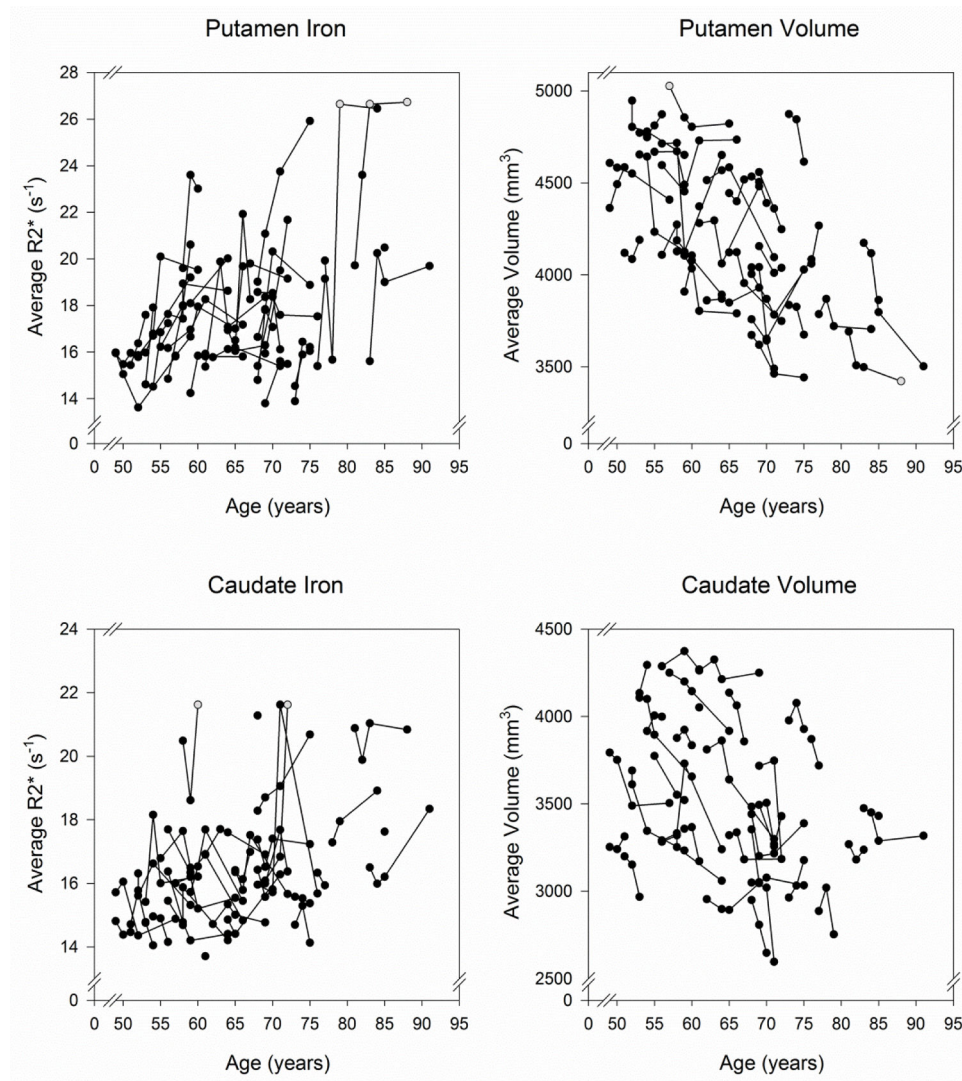 Putamen Iron
Average R2* (s⁻¹)
28
26
24
22
20
18
16
14
0
0 50 55 60 65 70 75 80 85 90 95
Age (years)
Putamen Volume
Average Volume (mm³)
5000
4500
4000
3500
0
0 50 55 60 65 70 75 80 85 90 95
Age (years)
Caudate Iron
Average R2* (s⁻¹)
24
22
20
18
16
14
0
0 50 55 60 65 70 75 80 85 90 95
Age (years)
Caudate Volume
Average Volume (mm³)
4500
4000
3500
3000
2500
0
0 50 55 60 65 70 75 80 85 90 95
Age (years)